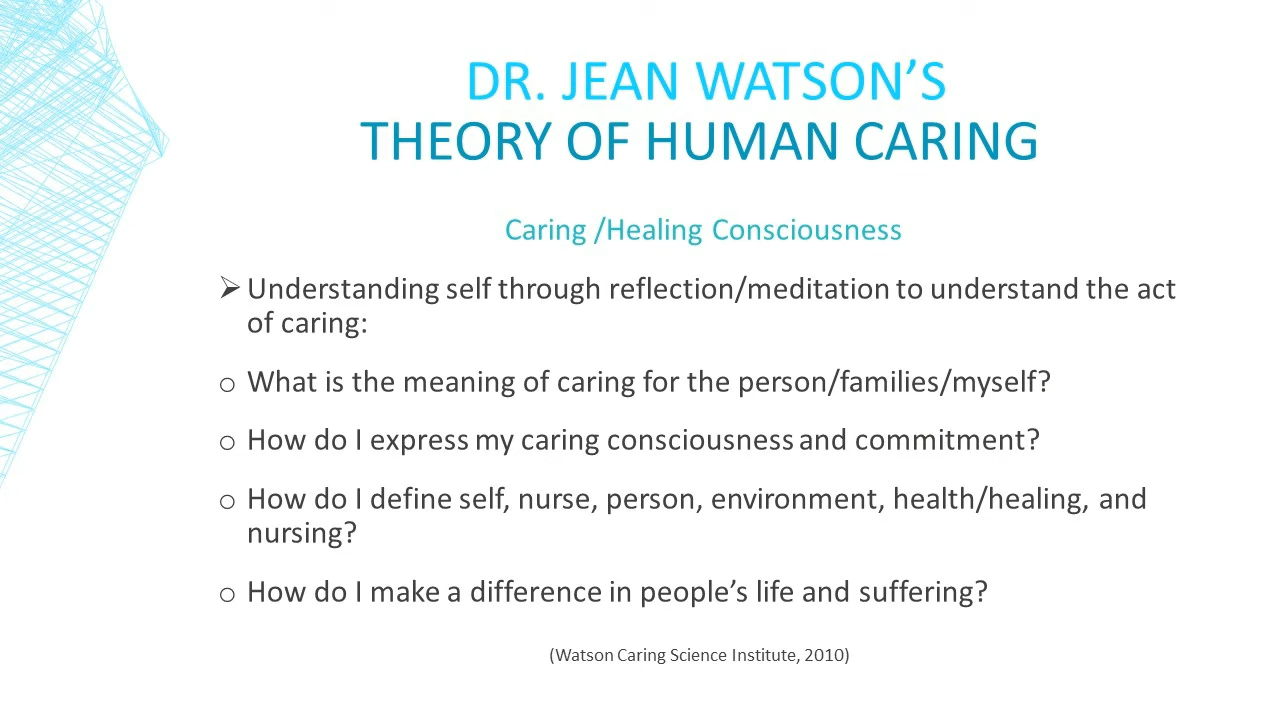 DR. JEAN WATSON’S
THEORY OF HUMAN CARING
Caring /Healing Consciousness
➢ Understanding self through reflection/meditation to understand the act
of caring:
o What is the meaning of caring for the person/families/myself?
o How do I express my caring consciousness and commitment?
o How do I define self, nurse, person, environment, health/healing, and
nursing?
o How do I make a difference in people’s life and suffering?
(Watson Caring Science Institute, 2010)